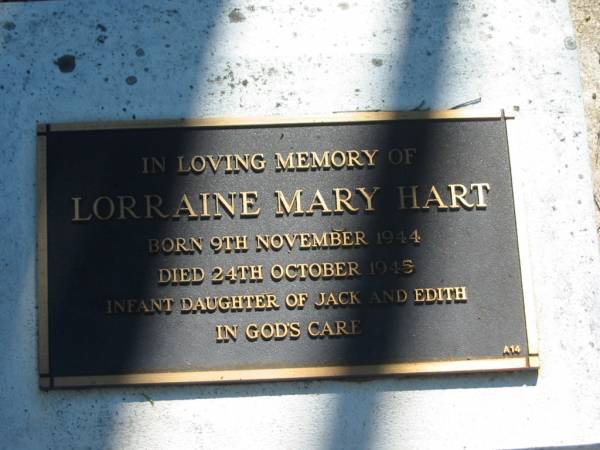 IN LOVING MEMORY OF
LORRAINE MARY HART
BORN 9TH NOVEMBER 1944
DIED 24TH OCTOBER 1945
INFANT DAUGHTER OF JACK AND EDITH
IN GOD'S CARE
A14